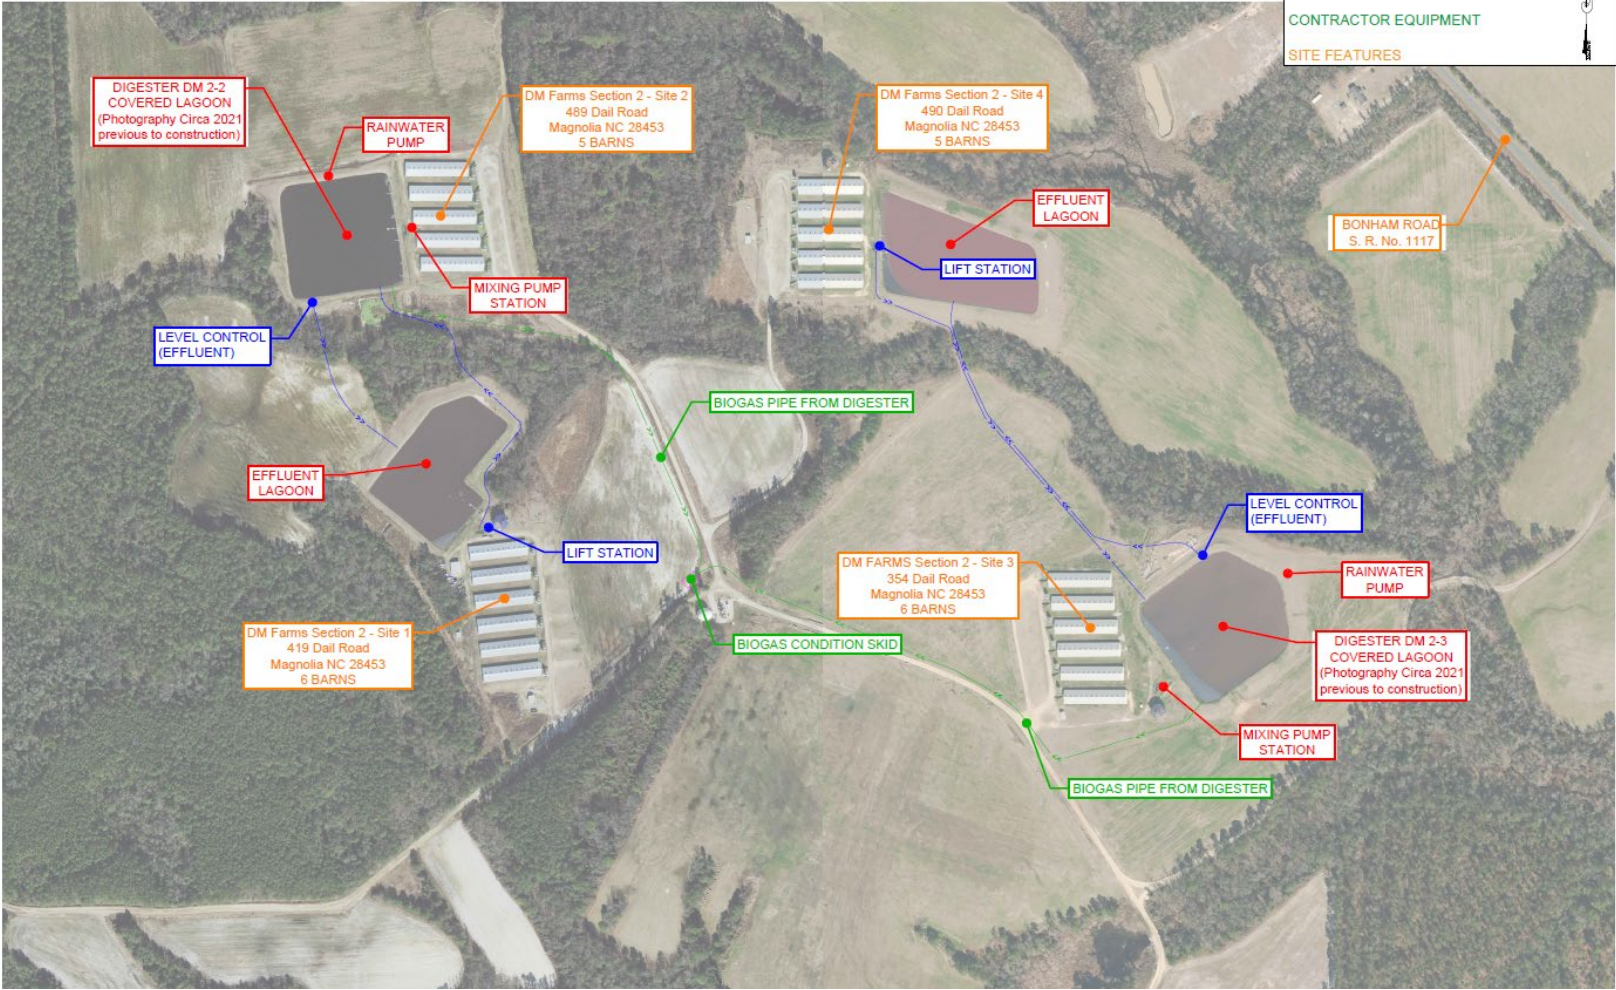 CONTRACTOR EQUIPMENT
SITE FEATURES
DIGESTER DM 2-2
COVERED LAGOON
(Photography Circa 2021
previous to construction)
RAINWATER
PUMP
DM Farms Section 2 - Site 2
489 Dail Road
Magnolia NC 28453
5 BARNS
DM Farms Section 2 - Site 4
490 Dail Road
Magnolia NC 28453
5 BARNS
EFFLUENT
LAGOON
BONHAM ROAD
S. R. No. 1117
LIFT STATION
MIXING PUMP
STATION
LEVEL CONTROL
(EFFLUENT)
BIOGAS PIPE FROM DIGESTER
EFFLUENT
LAGOON
LEVEL CONTROL
(EFFLUENT)
LIFT STATION
DM FARMS Section 2 - Site 3
354 Dail Road
Magnolia NC 28453
6 BARNS
RAINWATER
PUMP
DM Farms Section 2 - Site 1
419 Dail Road
Magnolia NC 28453
6 BARNS
BIOGAS CONDITION SKID
DIGESTER DM 2-3
COVERED LAGOON
(Photography Circa 2021
previous to construction)
MIXING PUMP
STATION
BIOGAS PIPE FROM DIGESTER